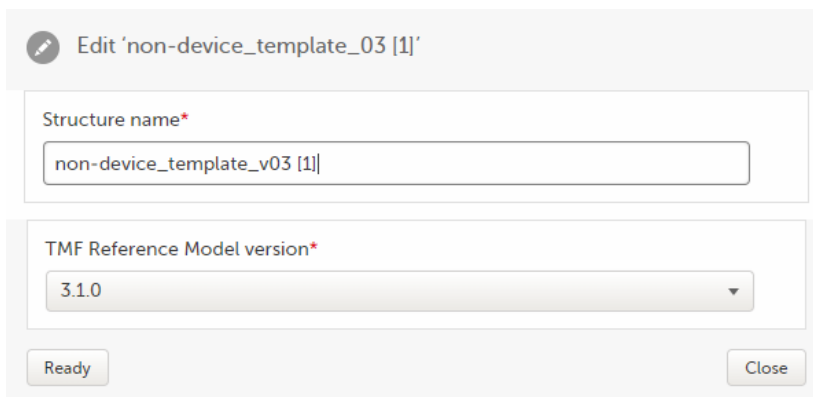 Edit ‘non-device_template_03 [1]’
Structure name*
non-device_template_v03 [1]
TMF Reference Model version*
3.1.0
Ready Close